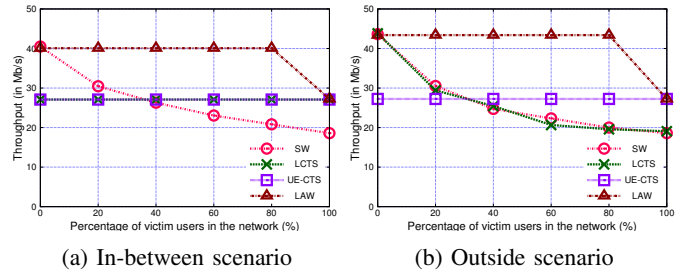 50
40
30
20
10
0
0 20 40 60 80 100
Throughput (in Mb/s)
Percentage of victim users in the network (%)
SW
LCTS
UE-CTS
LAW
(a) In-between scenario
50
40
30
20
10
0
0 20 40 60 80 100
Throughput (in Mb/s)
Percentage of victim users in the network (%)
SW
LCTS
UE-CTS
LAW
(b) Outside scenario